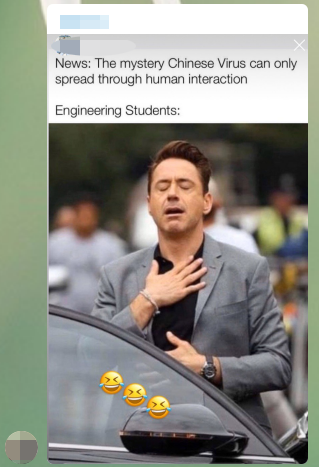 News: The mystery Chinese Virus can only
spread through human interaction
Engineering Students: